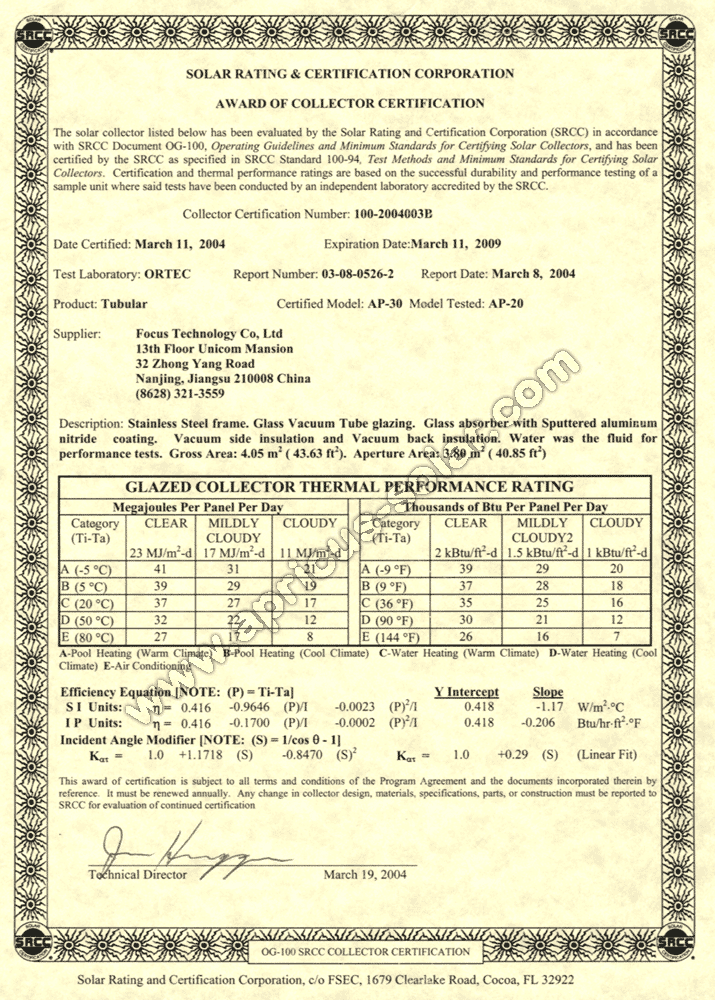 SOLAR RATING & CERTIFICATION CORPORATION
AWARD OF COLLECTOR CERTIFICATION
The solar collector listed below has been evaluated by the Solar Rating and Certification Corporation (SRCC) in accordance
with SRCC Document OG-100, Operating Guidelines and Minimum Standards for Certifying Solar Collectors, and has been
certified by the SRCC as specified in SRCC Standard 100-94, Test Methods and Minimum Standards for Certifying Solar
Collectors. Certification and thermal performance ratings are based on the successful durability and performance testing of a
sample unit where said tests have been conducted by an independent laboratory accredited by the SRCC.
Collector Certification Number: 100-2004003B
Date Certified: March 11, 2004 Expiration Date:March 11, 2009
Test Laboratory: ORTEC Report Number: 03-08-0526-2 Report Date: March 8, 2004
Product: Tubular Certified Model: AP-30 Model Tested: AP-20
Supplier: Focus Technology Co, Ltd
13th Floor Unicom Mansion
32 Zhong Yang Road
Nanjing, Jiangsu 210008 China
(8628) 321-3559
Description: Stainless Steel frame. Glass Vacuum Tube glazing. Glass absorber with Sputtered aluminum
nitride coating. Vacuum side insulation and Vacuum back insulation. Water was the fluid for
performance tests. Gross Area: 4.05 m² ( 43.63 ft²). Aperture Area: 3.80 m² ( 40.85 ft²)
GLAZED COLLECTOR THERMAL PERFORMANCE RATING
Megajoules Per Panel Per Day Thousands of Btu Per Panel Per Day
Category CLEAR MILDLY CLOUDY Category CLEAR MILDLY CLOUDY
(Ti-Ta) CLOUDY (Ti-Ta) CLOUDY2
23 MJ/m²-d 17 MJ/m²-d 11 MJ/m²-d 2 kBtu/ft²-d 1.5 kBtu/ft²-d 1 kBtu/ft²-d
A (-5 °C) 41 31 21 A (-9 °F) 39 29 20
B (5 °C) 39 29 19 B (9 °F) 37 28 18
C (20 °C) 37 27 17 C (36 °F) 35 25 16
D (50 °C) 32 22 12 D (90 °F) 30 21 12
E (80 °C) 27 17 8 E (144 °F) 26 16 7
A-Pool Heating (Warm Climate) B-Pool Heating (Cool Climate) C-Water Heating (Warm Climate) D-Water Heating (Cool
Climate) E-Air Conditioning
Efficiency Equation [NOTE: (P) = Ti-Ta] Y Intercept Slope
S I Units: η = 0.416 -0.9646 (P)/I -0.0023 (P)²/I 0.418 -1.17 W/m²·°C
I P Units: η = 0.416 -0.1700 (P)/I -0.0002 (P)²/I 0.418 -0.206 Btu/hr·ft²·°F
Incident Angle Modifier [NOTE: (S) = 1/cos θ - 1]
Kατ = 1.0 +1.1718 (S) -0.8470 (S)² Kατ = 1.0 +0.29 (S) (Linear Fit)
This award of certification is subject to all terms and conditions of the Program Agreement and the documents incorporated therein by
reference. It must be renewed annually. Any change in collector design, materials, specifications, parts, or construction must be reported to
SRCC for evaluation of continued certification
Technical Director March 19, 2004
OG-100 SRCC COLLECTOR CERTIFICATION
Solar Rating and Certification Corporation, c/o FSEC, 1679 Clearlake Road, Cocoa, FL 32922
www.apricus-solar.com
SRCC
SRCC
SRCC
SRCC